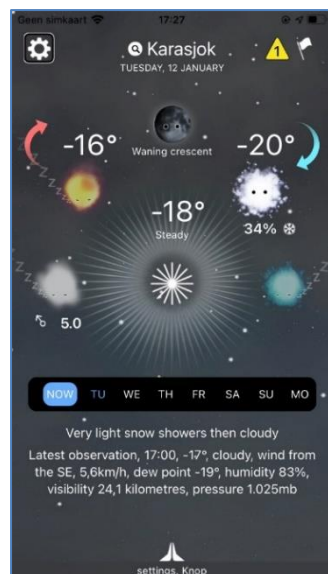 Geen simkaart 17:27
Karasjok
TUESDAY, 12 JANUARY
1
-16°
Waning crescent
-20°
-18°
Steady
34%
5.0
NOW TU WE TH FR SA SU MO
Very light snow showers then cloudy
Latest observation, 17:00, -17°, cloudy, wind from
the SE, 5,6km/h, dew point -19°, humidity 83%,
visibility 24,1 kilometres, pressure 1.025mb
settings, Knop